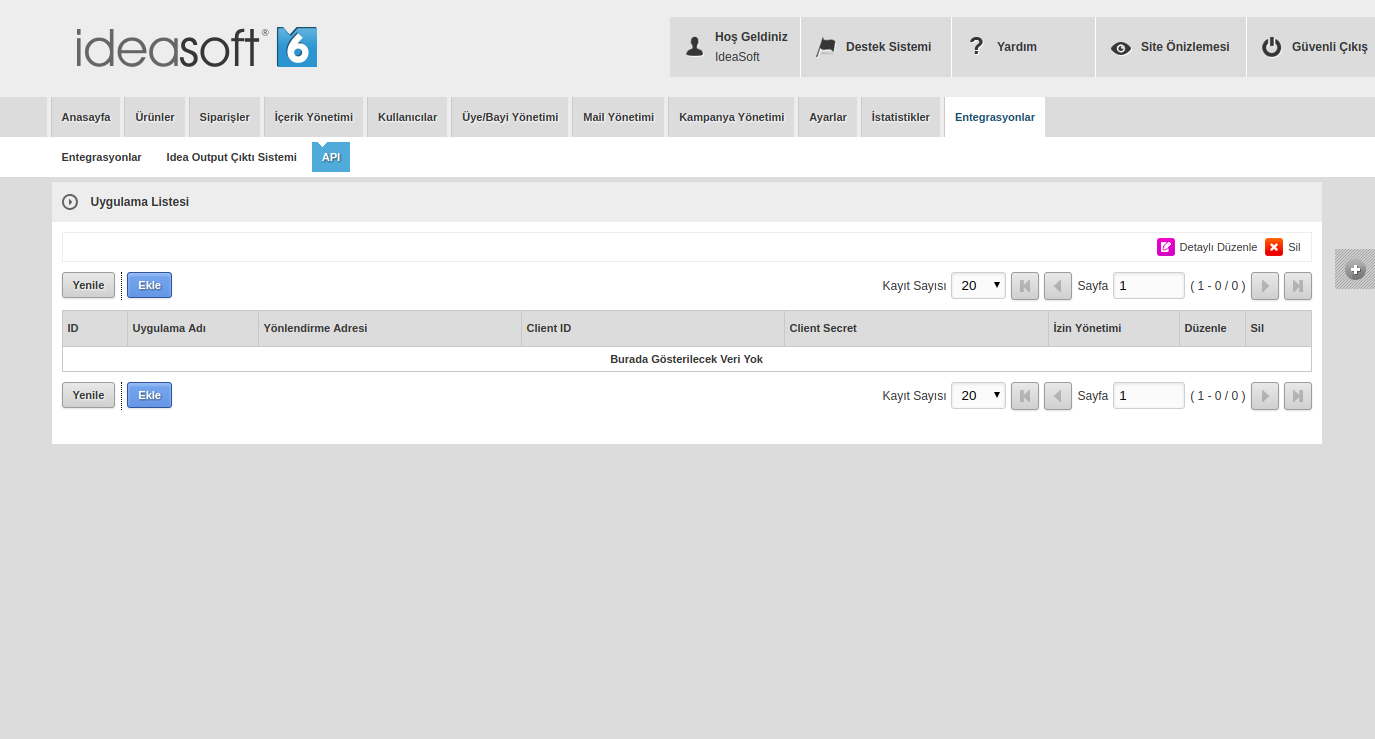 ideasoft® 6
Hoş Geldiniz
IdeaSoft
Destek Sistemi
? Yardım
Site Önizlemesi
Güvenli Çıkış
Anasayfa Ürünler Siparişler İçerik Yönetimi Kullanıcılar Üye/Bayi Yönetimi Mail Yönetimi Kampanya Yönetimi Ayarlar İstatistikler Entegrasyonlar
Entegrasyonlar Idea Output Çıktı Sistemi API
Uygulama Listesi
Detaylı Düzenle Sil
Yenile Ekle Kayıt Sayısı 20 Sayfa 1 ( 1 - 0 / 0 )
ID Uygulama Adı Yönlendirme Adresi Client ID Client Secret İzin Yönetimi Düzenle Sil
Burada Gösterilecek Veri Yok
Yenile Ekle Kayıt Sayısı 20 Sayfa 1 ( 1 - 0 / 0 )